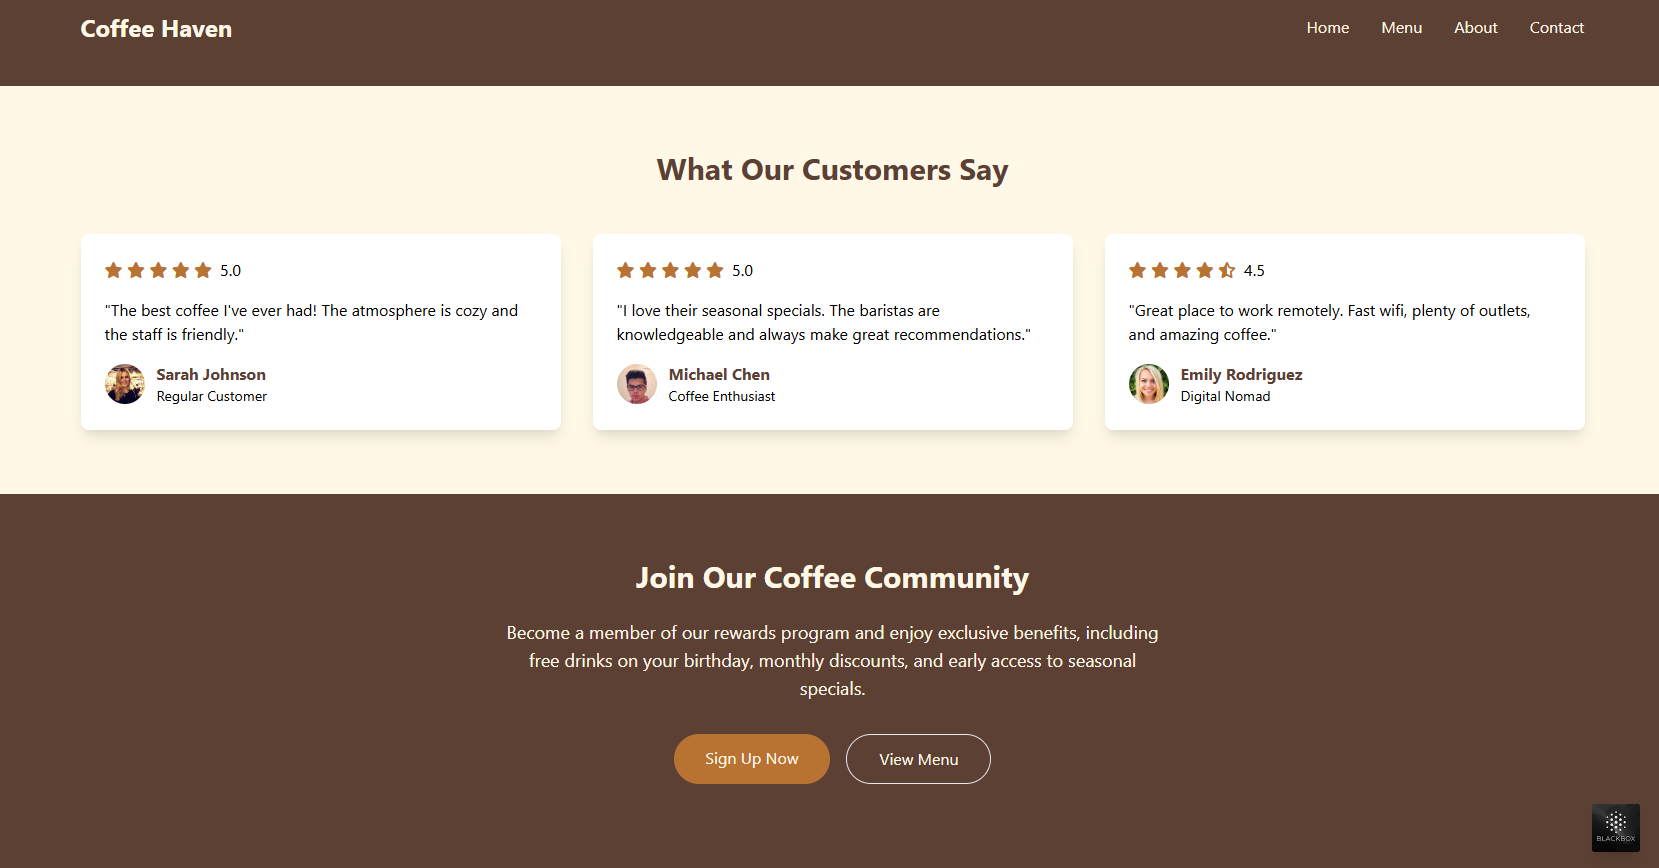 Coffee Haven
Home Menu About Contact
What Our Customers Say
5.0
"The best coffee I've ever had! The atmosphere is cozy and
the staff is friendly."
Sarah Johnson
Regular Customer
5.0
"I love their seasonal specials. The baristas are
knowledgeable and always make great recommendations."
Michael Chen
Coffee Enthusiast
4.5
"Great place to work remotely. Fast wifi, plenty of outlets,
and amazing coffee."
Emily Rodriguez
Digital Nomad
Join Our Coffee Community
Become a member of our rewards program and enjoy exclusive benefits, including
free drinks on your birthday, monthly discounts, and early access to seasonal
specials.
Sign Up Now
View Menu
BLACKBOX